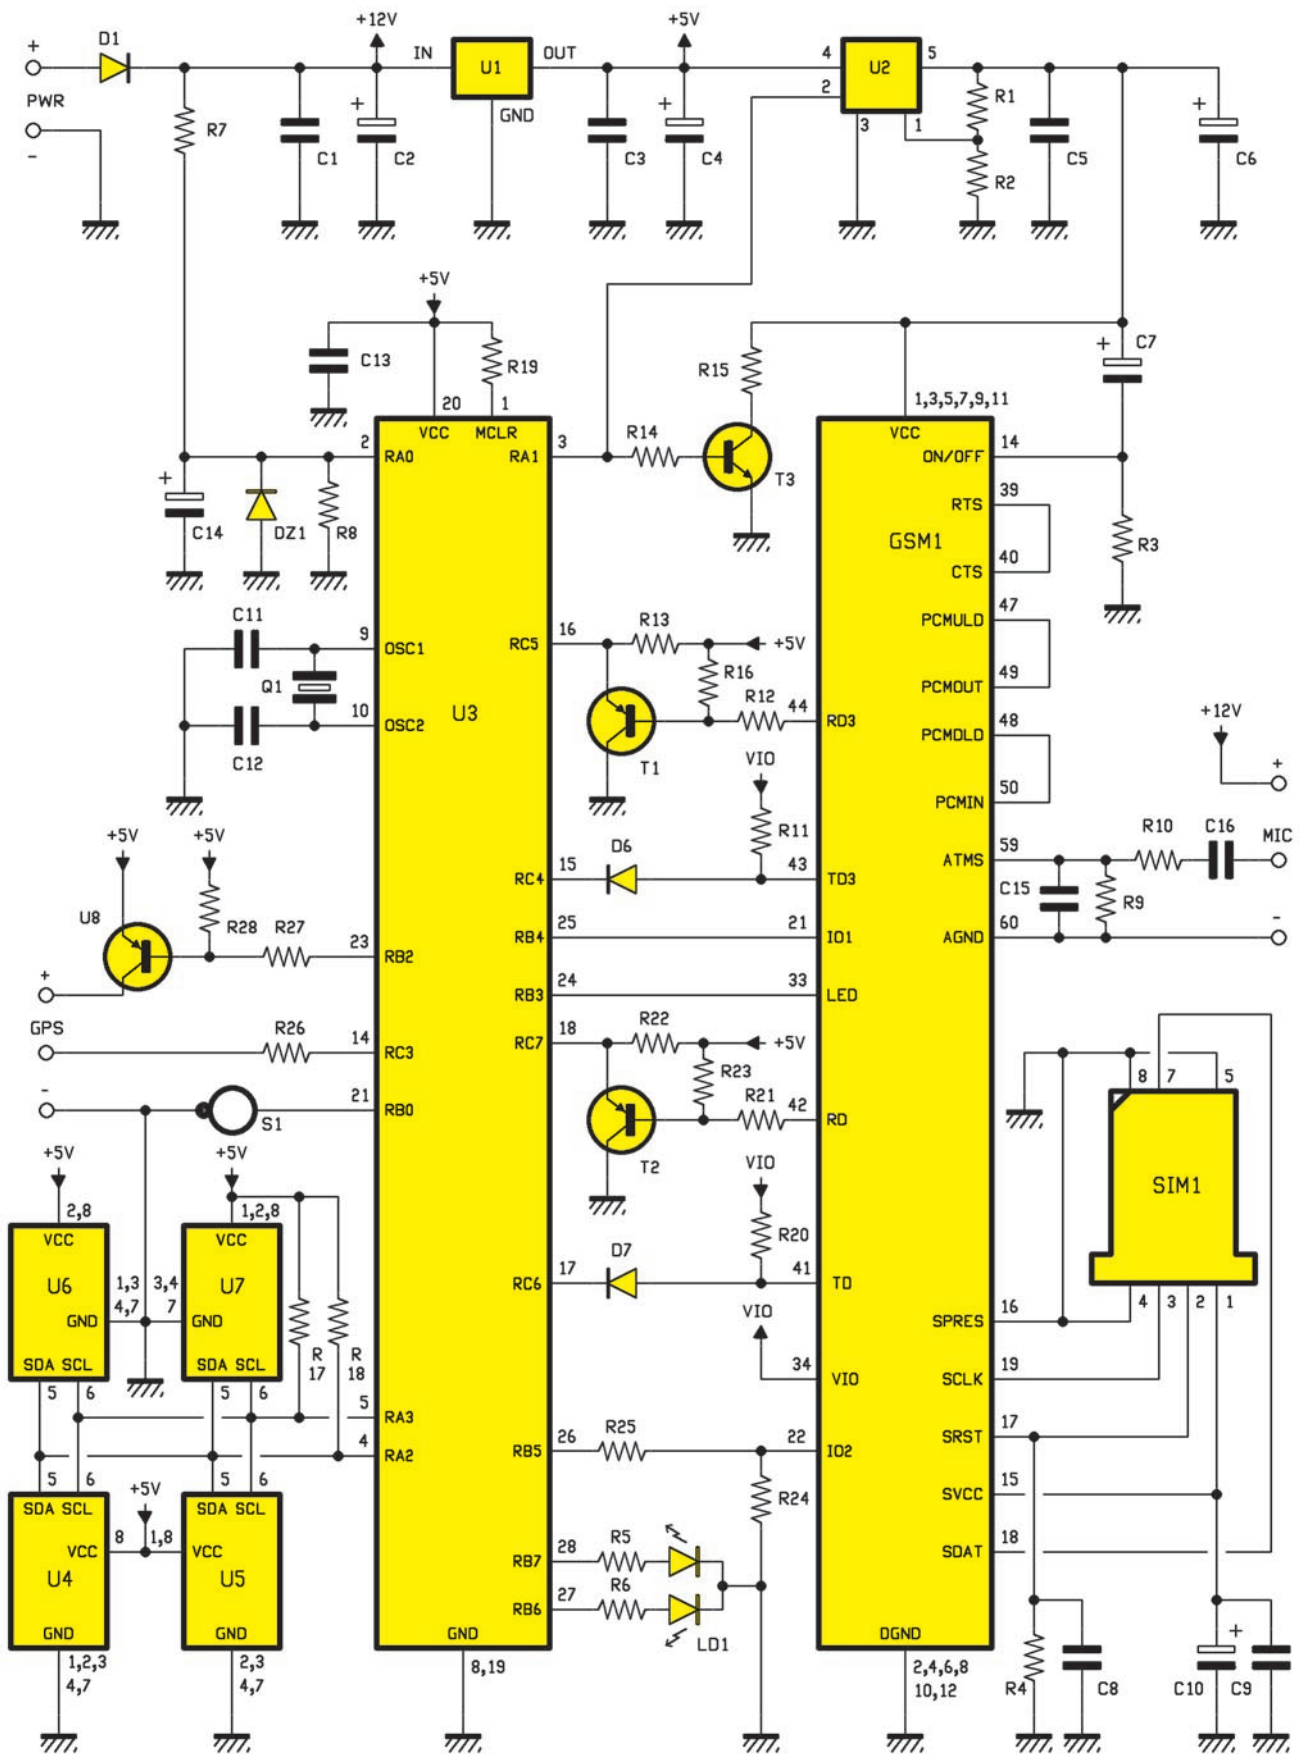 +12V
+5V
D1
+
IN
U1
OUT
4
U2
5
PWR
2
R1
+
+
+
R7
GND
3
1
-
C1
C2
C3
C4
R2
C5
C6
+5V
C13
R19
R15
+
C7
20
1
1,3,5,7,9,11
2
VCC
MCLR
3
R14
VCC
14
RA0
RA1
ON/OFF
+
T3
39
RTS
C14
DZ1
R8
GSM1
R3
40
CTS
C11
9
16
R13
47
OSC1
RC5
+5V
PCMULD
Q1
R16
49
10
U3
R12
44
PCMOUT
OSC2
RD3
48
+12V
C12
PCMDLD
T1
VIO
+
50
PCMIN
+5V
+5V
R11
R10
C16
MIC
D6
59
15
43
ATMS
RC4
TD3
C15
R9
U8
R28
R27
25
21
60
23
RB4
IO1
AGND
-
RB2
+
24
33
RB3
LED
GPS
14
18
R22
R26
RC3
RC7
+5V
8
7
5
R23
-
21
R21
42
RB0
S1
RD
+5V
+5V
T2
VIO
SIM1
2,8
1,2,8
VCC
VCC
R20
D7
U6
1,3
3,4
U7
17
41
4,7
7
RC6
TD
4
3
2
1
GND
GND
VIO
16
SPRES
SDA SCL
SDA SCL
R
17
R
18
34
19
5
6
5
6
VIO
SCLK
5
RA3
17
4
26
R25
22
SRST
RA2
RB5
IO2
5
6
5
6
+5V
15
SDA SCL
SDA SCL
R24
SVCC
8
1,8
VCC
VCC
R5
18
28
SDAT
U4
U5
RB7
R6
27
RB6
GND
GND
GND
LD1
DGND
+
1,2,3
4,7
2,3
4,7
8,19
2,4,6,8
10,12
R4
C8
C10
C9